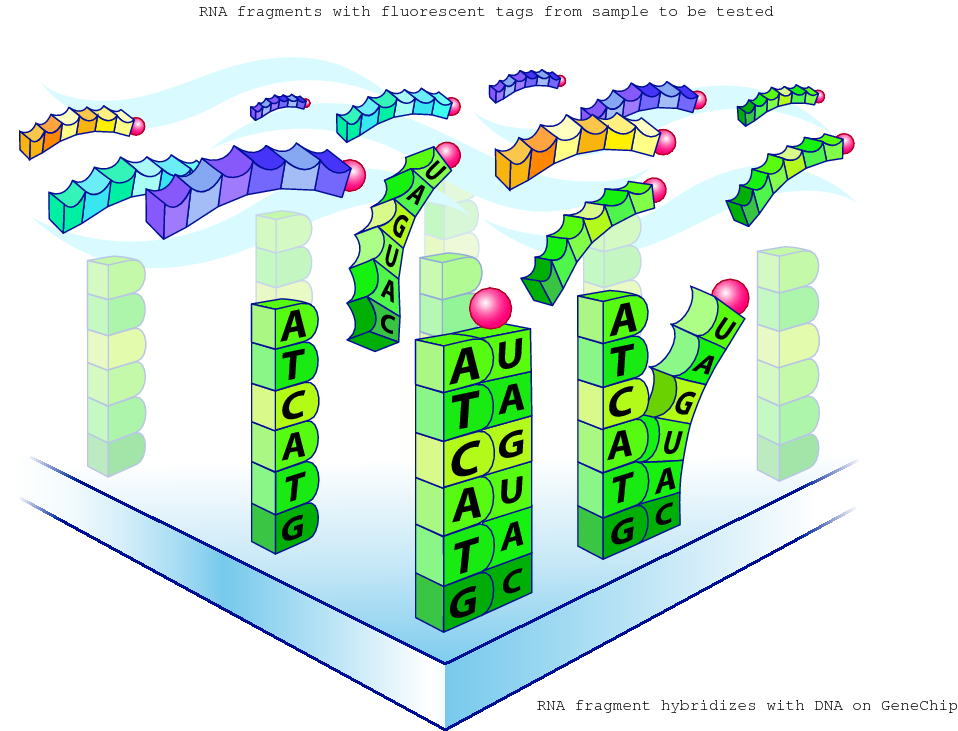 RNA fragments with fluorescent tags from sample to be tested
U
A
G
U
A
C
A
T
C
A
T
G
A U
T A
C G
A U
T A
G C
A U
T A
C G
A U
T A
G C
RNA fragment hybridizes with DNA on GeneChip